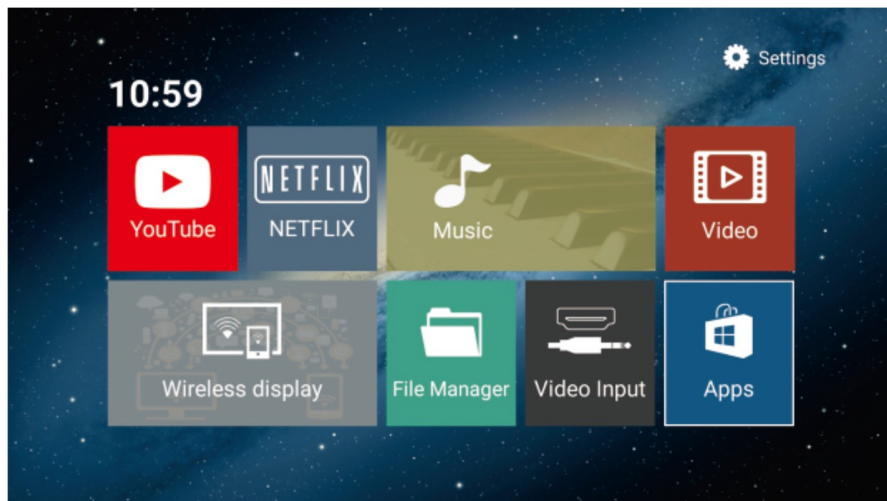 Settings
10:59
NETFLIX
YouTube
NETFLIX
Music
Video
Wireless display
File Manager
Video Input
Apps